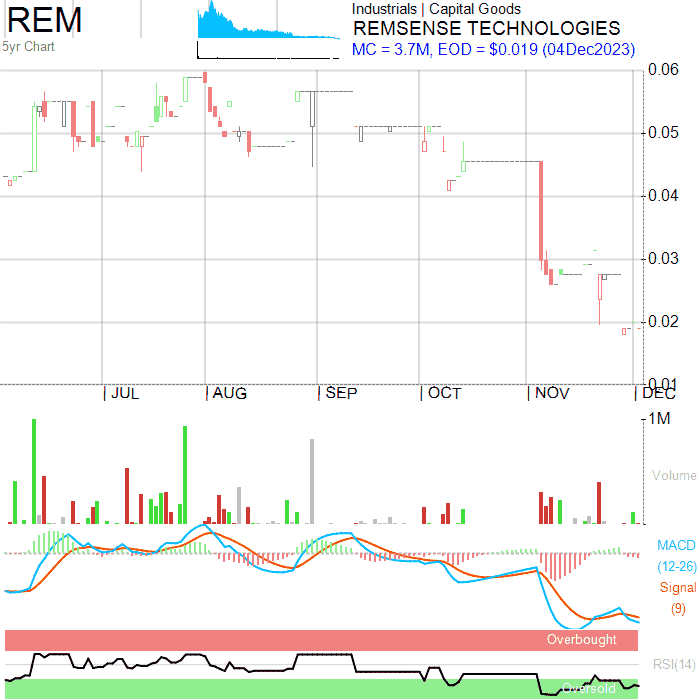 REM
5yr Chart
Industrials | Capital Goods
REMSENSE TECHNOLOGIES
MC = 3.7M, EOD = $0.019 (04Dec2023)
0.06
0.05
0.04
0.03
0.02
0.01
JUL AUG SEP OCT NOV DEC
1M
Volume
MACD
(12-26)
Signal
(9)
Overbought
RSI(14)
Oversold